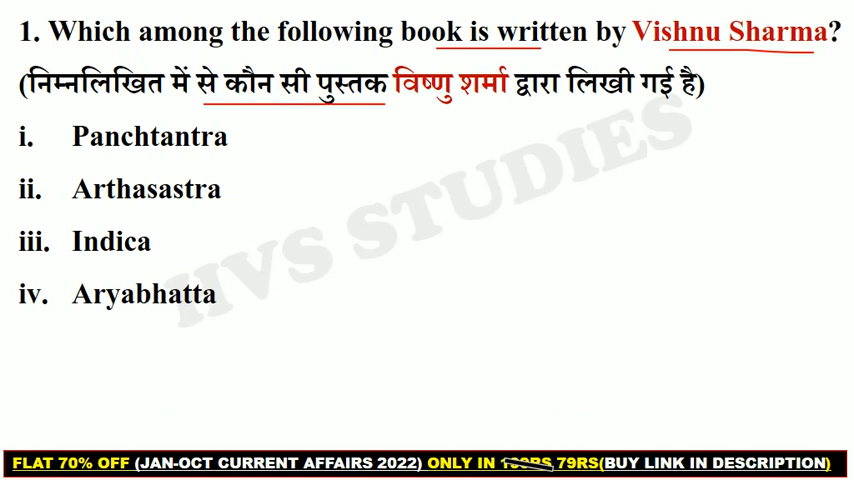 1. Which among the following book is written by Vishnu Sharma?
(निम्नलिखित में से कौन सी पुस्तक विष्णु शर्मा द्वारा लिखी गई है)
i. Panchtantra
ii. Arthasastra
iii. Indica
iv. Aryabhatta
IIVS STUDIES
FLAT 70% OFF (JAN-OCT CURRENT AFFAIRS 2022) ONLY IN 79RS(BUY LINK IN DESCRIPTION)